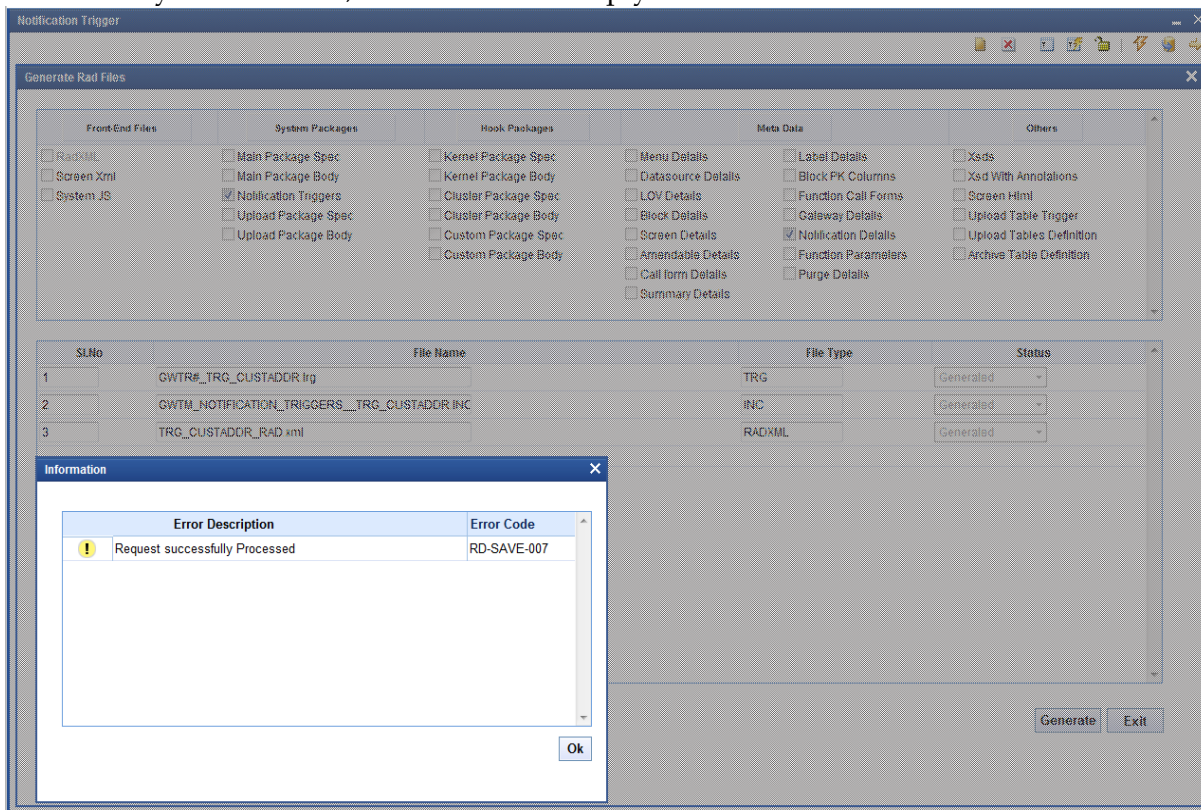 Notification Trigger
Generate Rad Files
Front-End Files System Packages Hook Packages Meta Data Others
RadXML Main Package Spec Kernel Package Spec Menu Details Label Details Xsds
Screen Xml Main Package Body Kernel Package Body Datasource Details Block PK Columns Xsd With Annotations
System JS Notification Triggers Cluster Package Spec LOV Details Function Call Forms Screen Html
Upload Package Spec Cluster Package Body Block Details Gateway Details Upload Table Trigger
Upload Package Body Custom Package Spec Screen Details Notification Details Upload Tables Definition
Custom Package Body Amendable Details Function Parameters Archive Table Definition
Call form Details Purge Details
Summary Details
Sl.No File Name File Type Status
1 GWTR#_TRG_CUSTADDR.trg TRG Generated
2 GWTM_NOTIFICATION_TRIGGERS__TRG_CUSTADDR.INC INC Generated
3 TRG_CUSTADDR_RAD.xml RADXML Generated
Information
Error Description Error Code
Request successfully Processed RD-SAVE-007
Ok
Generate Exit